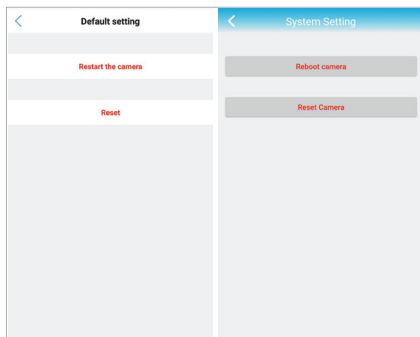 Default setting
Restart the camera
Reset
System Setting
Reboot camera
Reset Camera